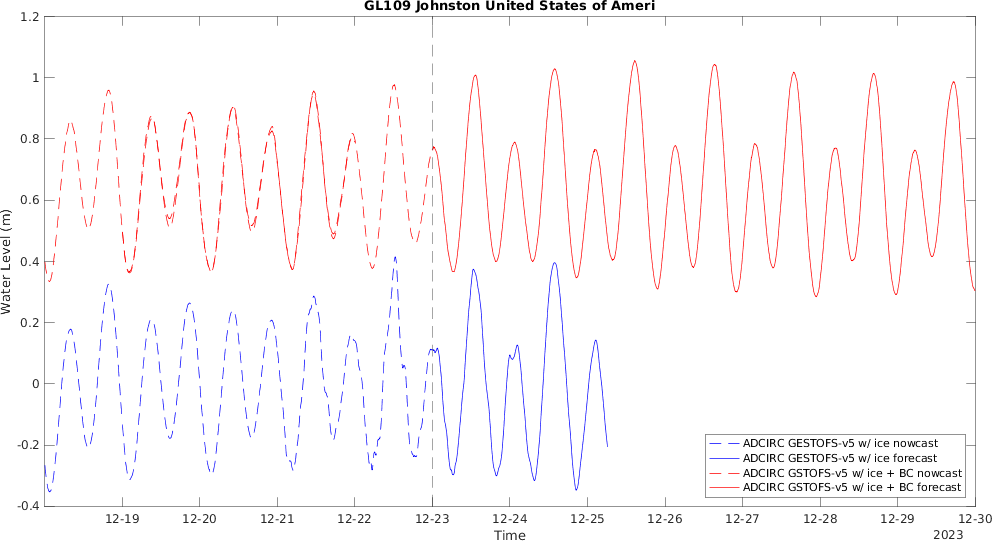 GL109 Johnston United States of Ameri
1.2
1
0.8
0.6
0.4
0.2
0
-0.2
-0.4
Water Level (m)
12-19 12-20 12-21 12-22 12-23 12-24 12-25 12-26 12-27 12-28 12-29 12-30
Time
2023
ADCIRC GESTOFS-v5 w/ ice nowcast
ADCIRC GESTOFS-v5 w/ ice forecast
ADCIRC GSTOFS-v5 w/ ice + BC nowcast
ADCIRC GSTOFS-v5 w/ ice + BC forecast